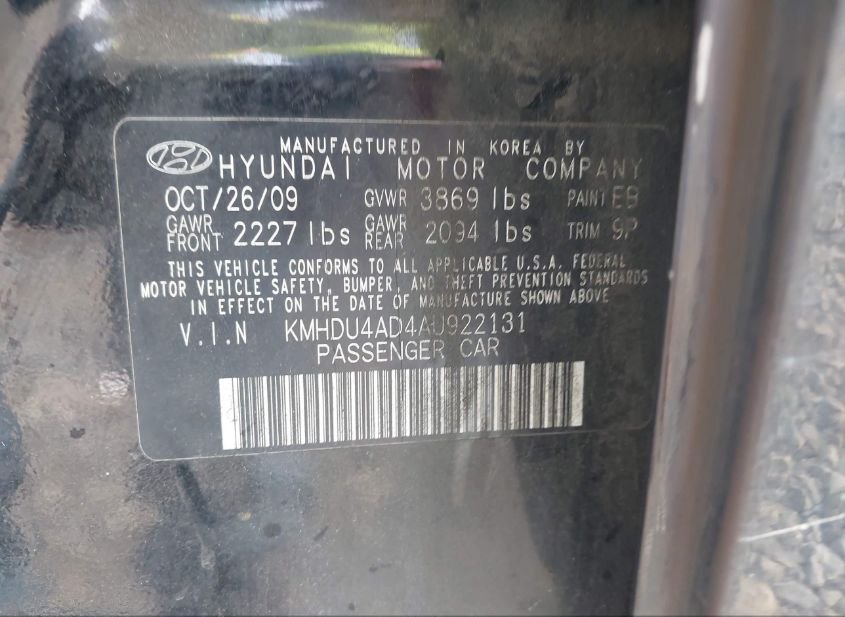 MANUFACTURED IN KOREA BY
HYUNDAI MOTOR COMPANY
OCT/26/09 GVWR 3869 lbs PAINT EB
GAWR FRONT 2227 lbs GAWR REAR 2094 lbs TRIM 9P
THIS VEHICLE CONFORMS TO ALL APPLICABLE U.S.A. FEDERAL
MOTOR VEHICLE SAFETY, BUMPER, AND THEFT PREVENTION STANDARDS
IN EFFECT ON THE DATE OF MANUFACTURE SHOWN ABOVE
V.I.N KMHDU4AD4AU922131
PASSENGER CAR